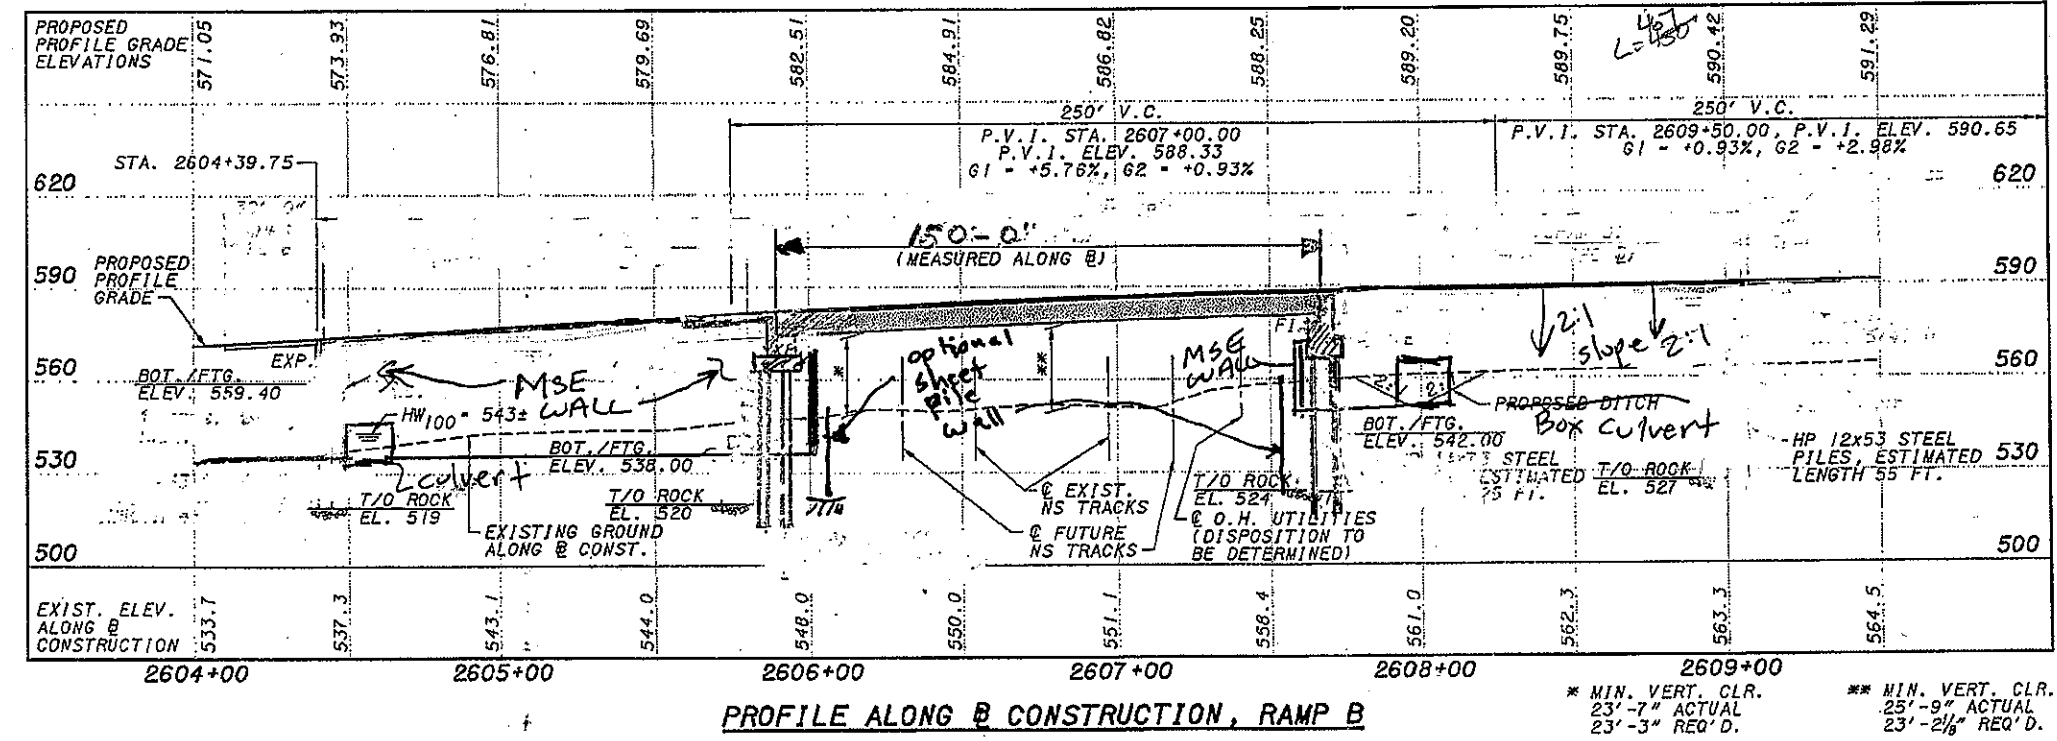 PROPOSED
PROFILE GRADE
ELEVATIONS
571.05
573.93
576.81
579.69
582.51
584.91
586.82
588.25
589.20
589.75
590.42
591.29
407
L=450
250' V.C.
P.V.I. STA. 2607+00.00
P.V.I. ELEV. 588.33
G1 = +5.76%, G2 = +0.93%
250' V.C.
P.V.I. STA. 2609+50.00, P.V.I. ELEV. 590.65
G1 = +0.93%, G2 = +2.98%
STA. 2604+39.75
620
620
150'-0"
(MEASURED ALONG ℄)
590
590
PROPOSED
PROFILE
GRADE
EXP.
FI
2:1
slope
2:1
optional
sheet
pile
wall
MSE
WALL
MSE
WALL
*
**
560
560
BOT./FTG.
ELEV. 559.40
HW100 = 543±
2:
2:
PROPOSED DITCH
Box culvert
BOT./FTG.
ELEV. 542.00
BOT./FTG.
ELEV. 538.00
culvert
HP 12x53 STEEL
PILES, ESTIMATED
LENGTH 55 FT.
STEEL
ESTIMATED
530
530
T/O ROCK
EL. 519
T/O ROCK
EL. 520
T/O ROCK
EL. 524
T/O ROCK
EL. 527
EXISTING GROUND
ALONG ℄ CONST.
℄ EXIST.
NS TRACKS
℄ FUTURE
NS TRACKS
℄ O.H. UTILITIES
(DISPOSITION TO
BE DETERMINED)
500
500
EXIST. ELEV.
ALONG ℄
CONSTRUCTION
533.7
537.3
543.1
544.0
548.0
550.0
551.1
558.4
561.0
562.3
563.3
564.5
2604+00
2605+00
2606+00
2607+00
2608+00
2609+00
PROFILE ALONG ℄ CONSTRUCTION, RAMP B
* MIN. VERT. CLR.
23'-7" ACTUAL
23'-3" REQ'D.
** MIN. VERT. CLR.
25'-9" ACTUAL
23'-2⅛" REQ'D.